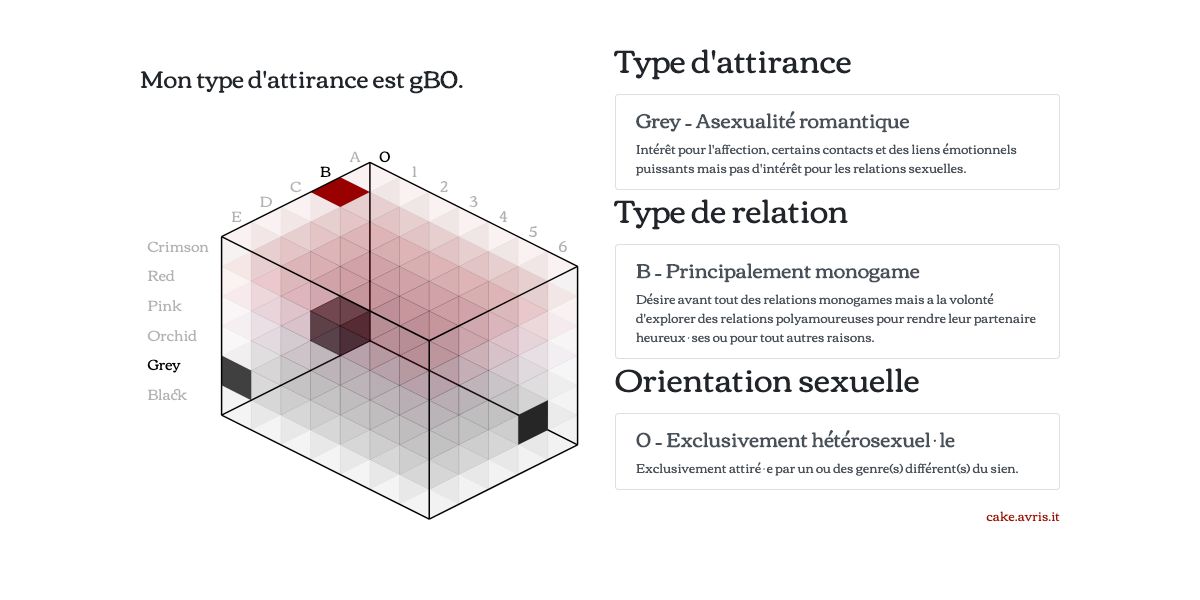 Mon type d'attirance est gBO.
A O
B 1
C 2
D 3
E 4
5
6
Crimson
Red
Pink
Orchid
Grey
Black
Type d'attirance
Grey - Asexualité romantique
Intérêt pour l'affection, certains contacts et des liens émotionnels
puissants mais pas d'intérêt pour les relations sexuelles.
Type de relation
B - Principalement monogame
Désire avant tout des relations monogames mais a la volonté
d'explorer des relations polyamoureuses pour rendre leur partenaire
heureux·ses ou pour tout autres raisons.
Orientation sexuelle
0 - Exclusivement hétérosexuel·le
Exclusivement attiré·e par un ou des genre(s) différent(s) du sien.
cake.avris.it